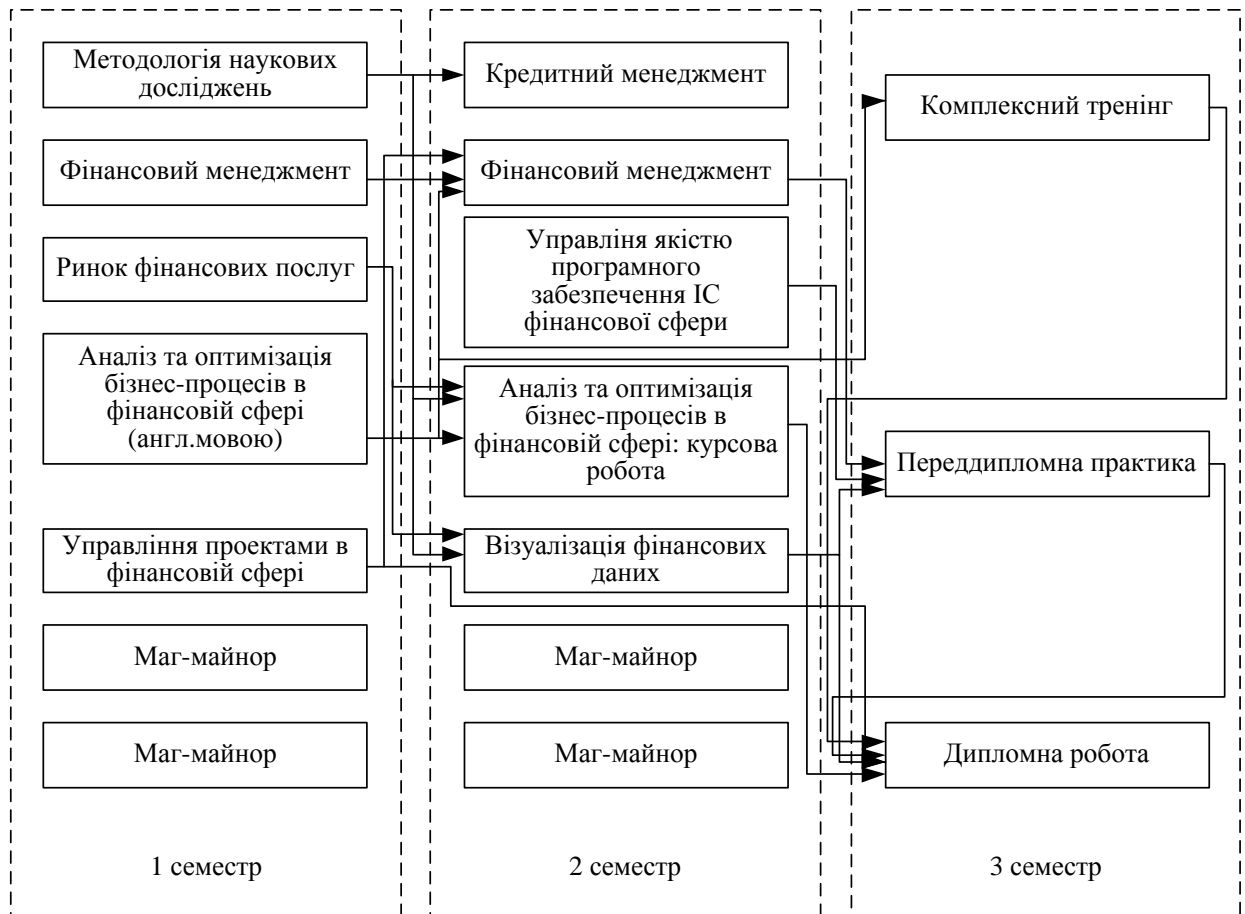 Методологія наукових
досліджень
Фінансовий менеджмент
Ринок фінансових послуг
Аналіз та оптимізація
бізнес-процесів в
фінансовій сфері
(англ.мовою)
Управління проектами в
фінансовій сфері
Маг-майнор
Маг-майнор
1 семестр
Кредитний менеджмент
Фінансовий менеджмент
Управліня якістю
програмного
забезпечення ІС
фінансової сфери
Аналіз та оптимізація
бізнес-процесів в
фінансовій сфері: курсова
робота
Візуалізація фінансових
даних
Маг-майнор
Маг-майнор
2 семестр
Комплексний тренінг
Переддипломна практика
Дипломна робота
3 семестр